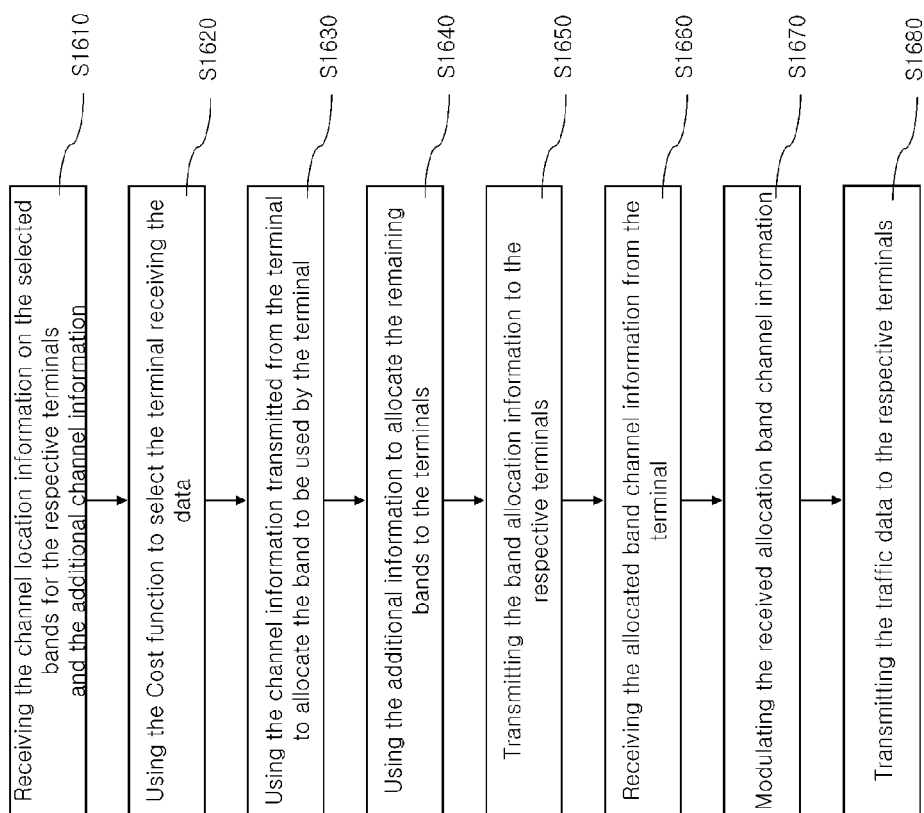 Receiving the channel location information on the selected
bands for the respective terminals
and the additional channel information
S1610
Using the Cost function to select the terminal receiving the
data
S1620
Using the channel information transmitted from the terminal
to allocate the band to be used by the terminal
S1630
Using the additional information to allocate the remaining
bands to the terminals
S1640
Transmitting the band allocation information to the
respective terminals
S1650
Receiving the allocated band channel information from the
terminal
S1660
Modulating the received allocation band channel information
S1670
Transmitting the traffic data to the respective terminals
S1680